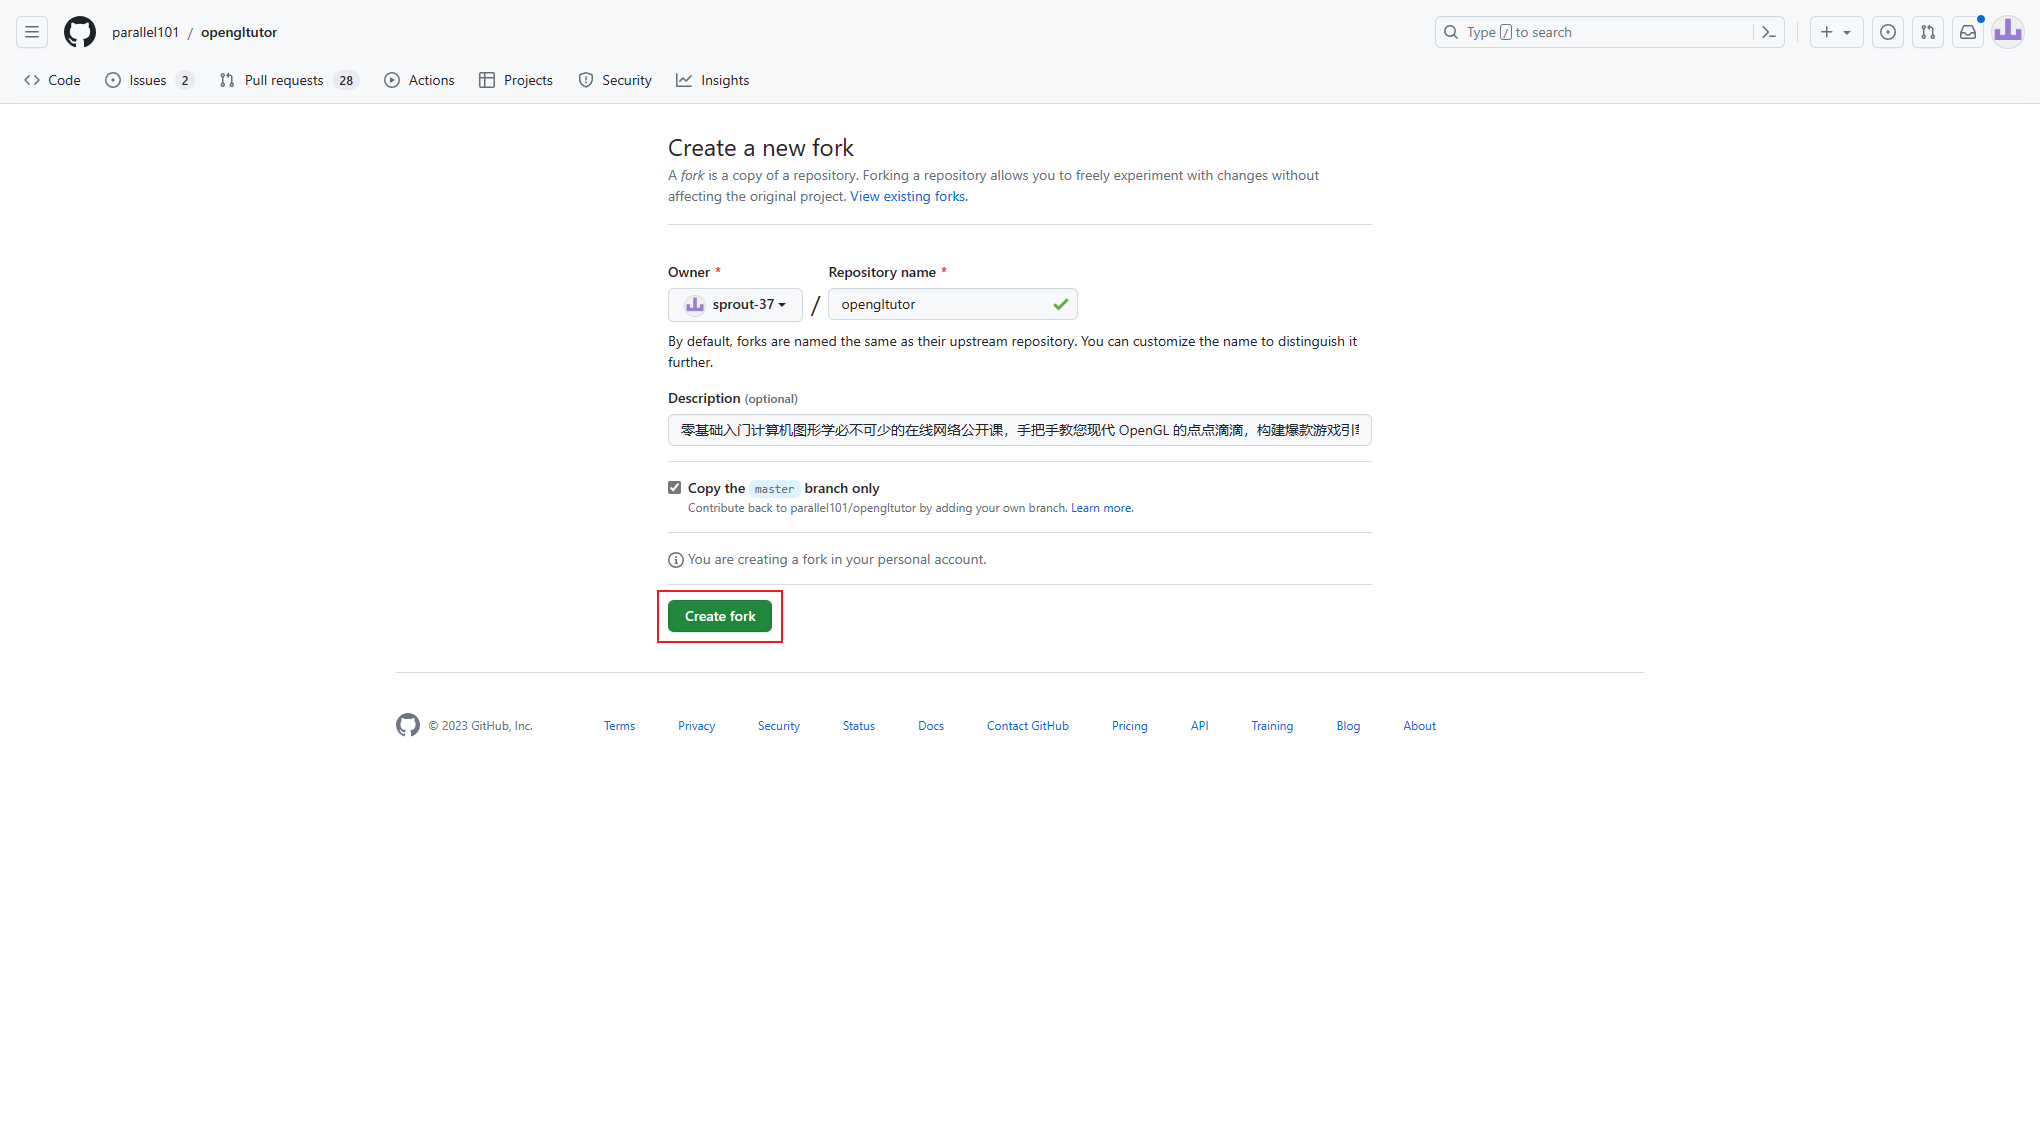 parallel101 / opengltutor
Type / to search
Code Issues 2 Pull requests 28 Actions Projects Security Insights
Create a new fork
A fork is a copy of a repository. Forking a repository allows you to freely experiment with changes without
affecting the original project. View existing forks.
Owner * Repository name *
sprout-37 / opengltutor
By default, forks are named the same as their upstream repository. You can customize the name to distinguish it
further.
Description (optional)
零基础入门计算机图形学必不可少的在线网络公开课，手把手教您现代 OpenGL 的点点滴滴，构建爆款游戏引
Copy the master branch only
Contribute back to parallel101/opengltutor by adding your own branch. Learn more.
You are creating a fork in your personal account.
Create fork
© 2023 GitHub, Inc. Terms Privacy Security Status Docs Contact GitHub Pricing API Training Blog About